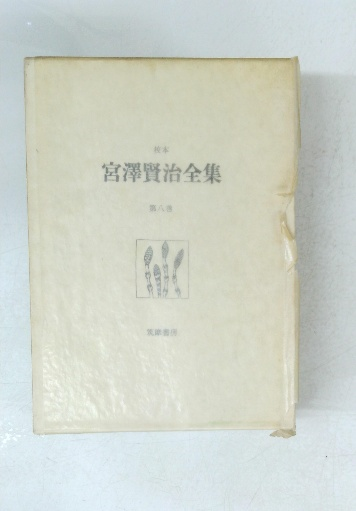 校本
宮澤賢治全集
第八巻
筑摩書房